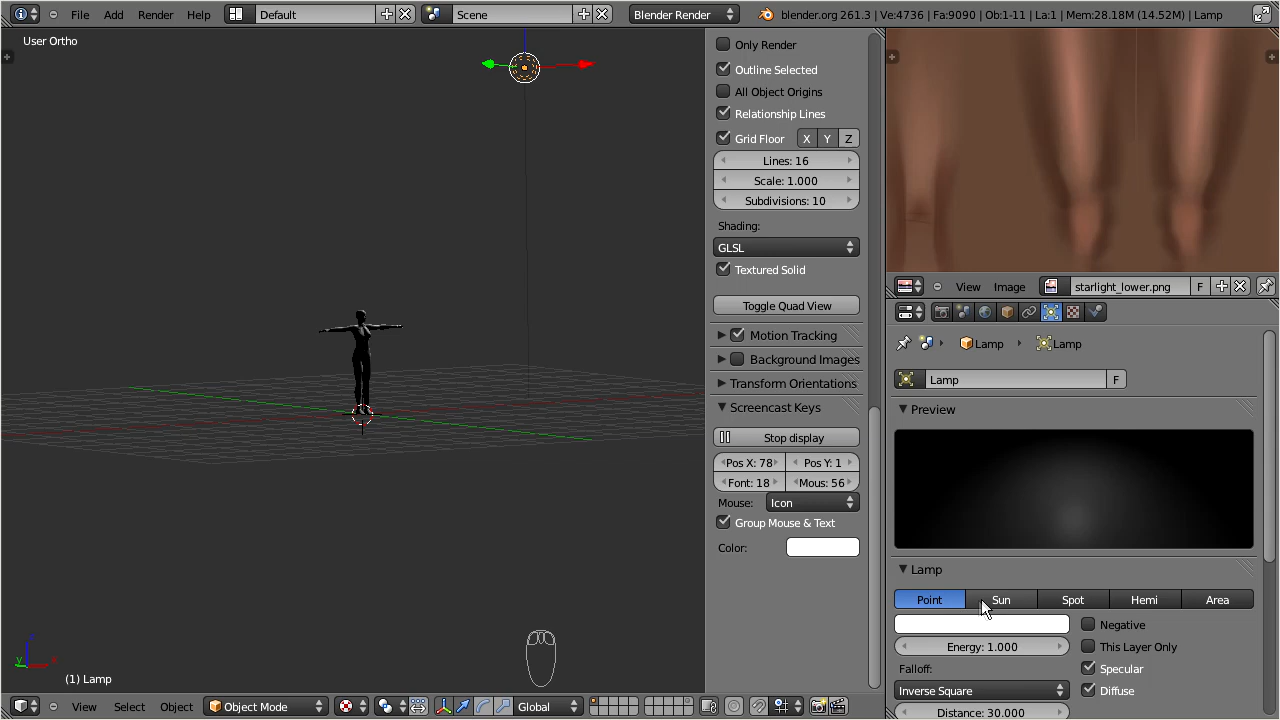 File Add Render Help Default Scene Blender Render blender.org 261.3 | Ve:4736 | Fa:9090 | Ob:1-11 | La:1 | Mem:28.18M (14.52M) | Lamp
User Ortho
Only Render
Outline Selected
All Object Origins
Relationship Lines
Grid Floor X Y Z
Lines: 16
Scale: 1.000
Subdivisions: 10
Shading:
GLSL
Textured Solid
Toggle Quad View
Motion Tracking
Background Images
Transform Orientations
Screencast Keys
Stop display
Pos X: 78 Pos Y: 1
Font: 18 Mous: 56
Mouse: Icon
Group Mouse & Text
Color:
View Image starlight_lower.png F
Lamp Lamp
Lamp F
Preview
Lamp
Point Sun Spot Hemi Area
Negative
Energy: 1.000 This Layer Only
Falloff: Specular
Inverse Square Diffuse
Distance: 30.000
z
y x
(1) Lamp
View Select Object Object Mode Global